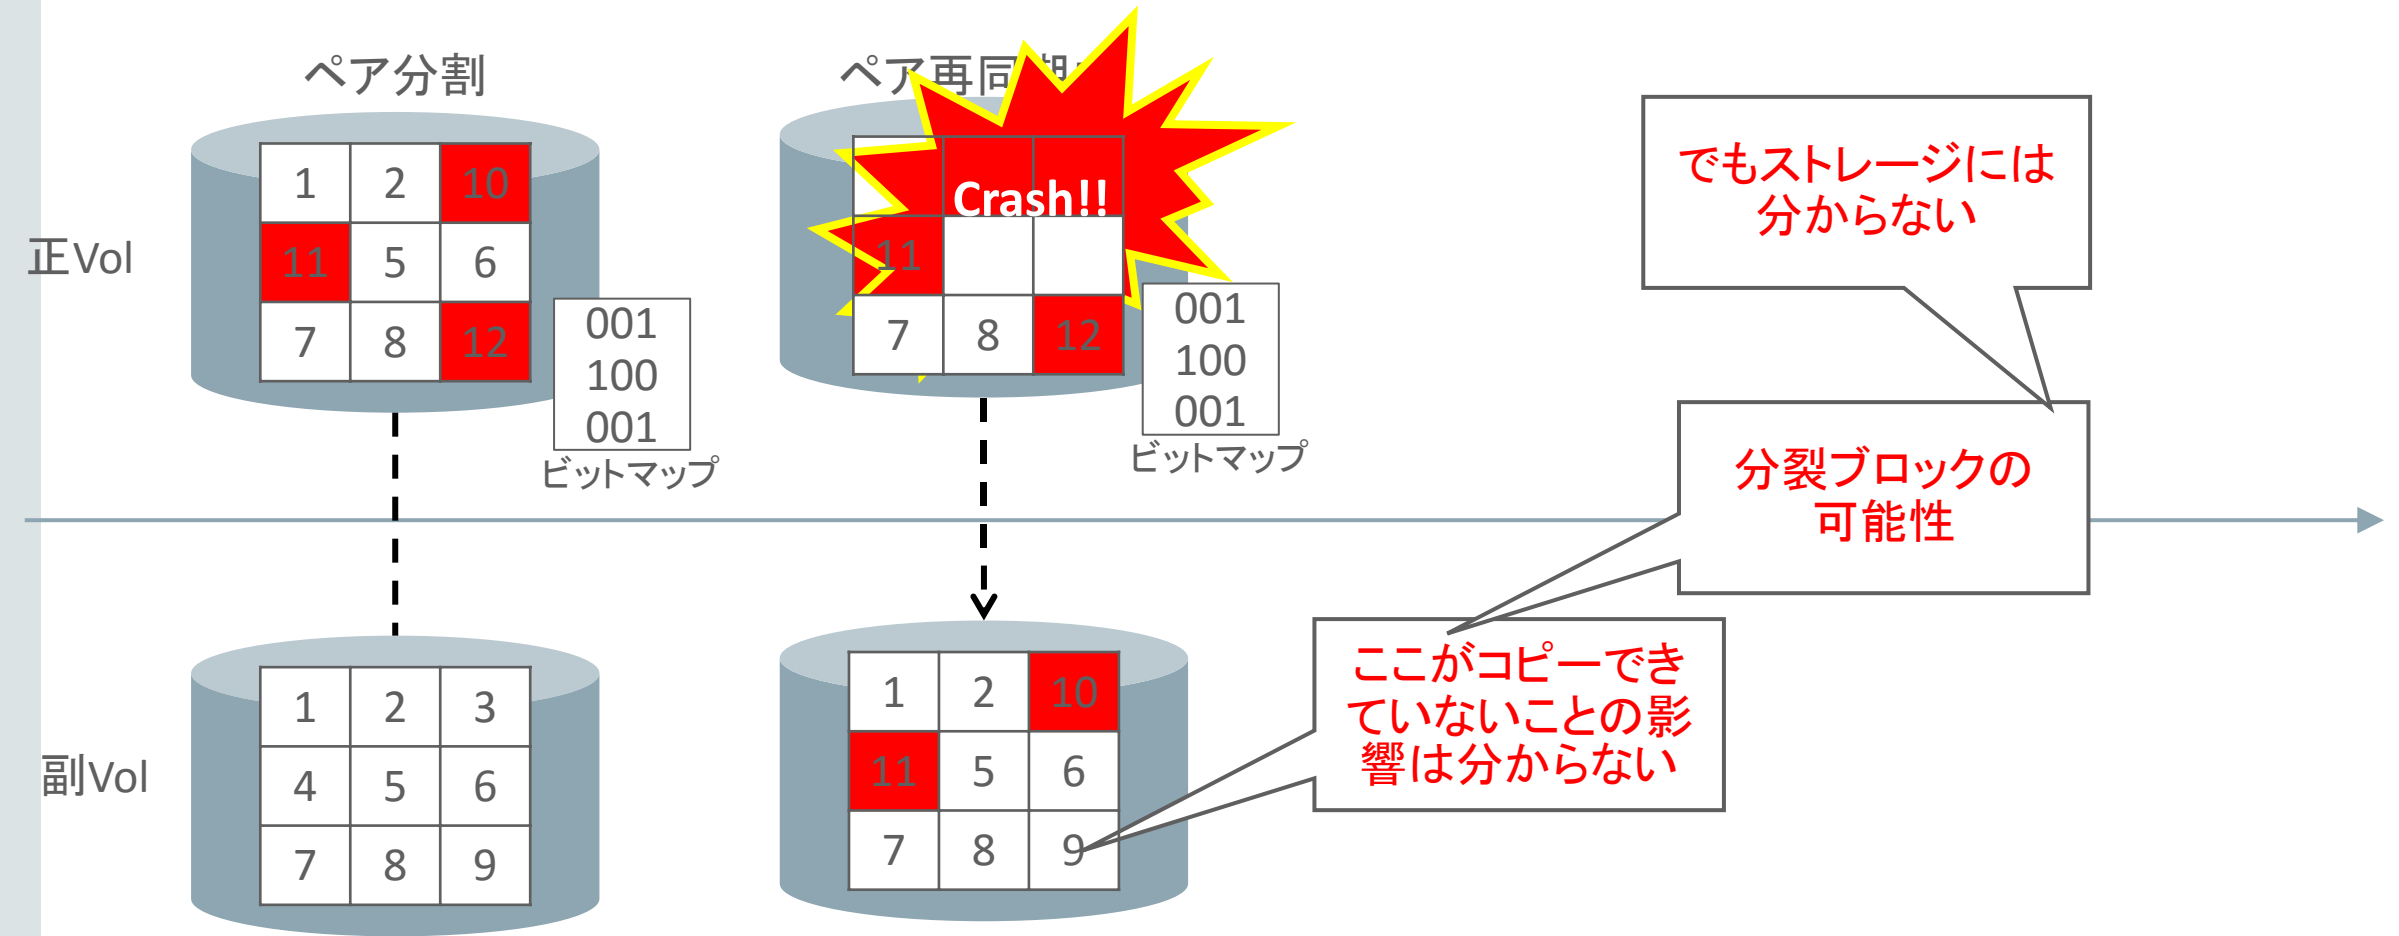 ペア分割
ペア再同期
1 2 10
11 5 6
7 8 12
正Vol
001
100
001
ビットマップ
Crash!!
11
7 8 12
001
100
001
ビットマップ
でもストレージには
分からない
分裂ブロックの
可能性
1 2 3
4 5 6
7 8 9
副Vol
1 2 10
11 5 6
7 8 9
ここがコピーでき
ていないことの影
響は分からない